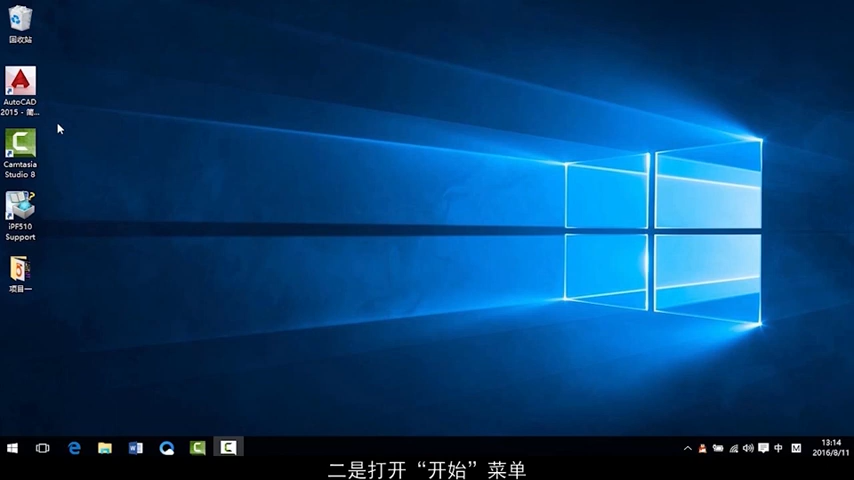 回收站
AutoCAD
2015 - 简...
Camtasia
Studio 8
iPF510
Support
项目一
中
M
13:14
2016/8/11
二是打开“开始”菜单